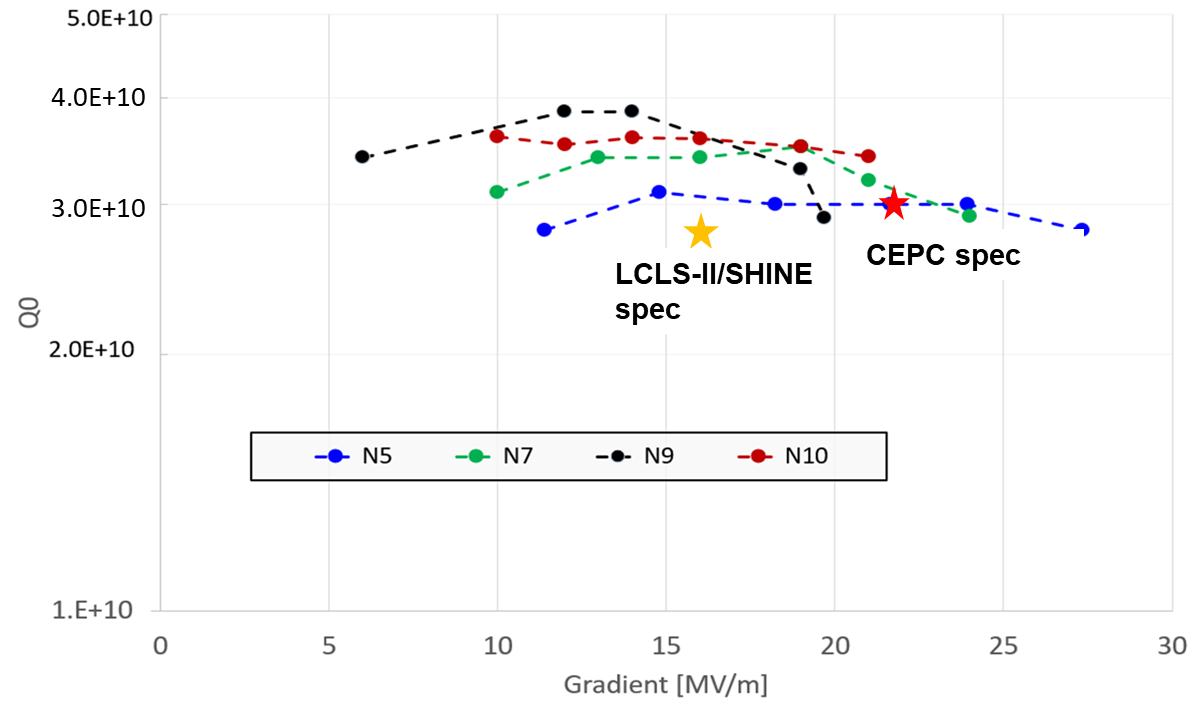 5.0E+10
4.0E+10
3.0E+10
2.0E+10
1.E+10
Q0
LCLS-II/SHINE
spec
CEPC spec
N5 N7 N9 N10
0 5 10 15 20 25 30
Gradient [MV/m]